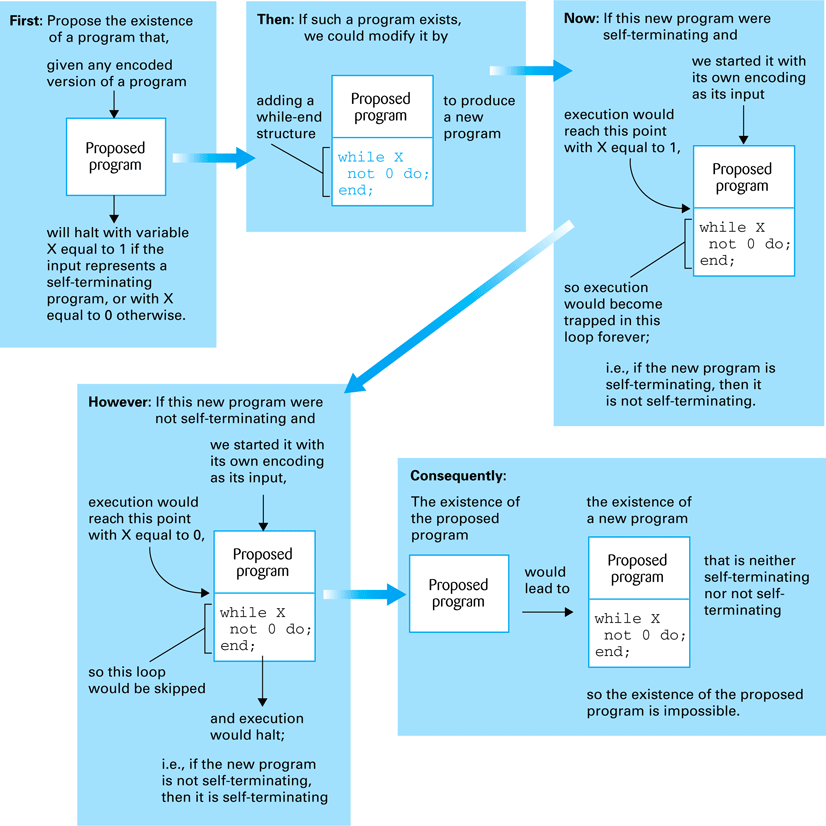 First: Propose the existence
of a program that,
given any encoded
version of a program
Proposed
program
will halt with variable
X equal to 1 if the
input represents a
self-terminating
program, or with X
equal to 0 otherwise.
Then: If such a program exists,
we could modify it by
adding a
while-end
structure
Proposed
program
while X
not 0 do;
end;
to produce
a new
program
Now: If this new program were
self-terminating and
we started it with
its own encoding
as its input
execution would
reach this point
with X equal to 1,
Proposed
program
while X
not 0 do;
end;
so execution
would become
trapped in this
loop forever;
i.e., if the new program is
self-terminating, then it
is not self-terminating.
However: If this new program were
not self-terminating and
we started it with
its own encoding
as its input,
execution would
reach this point
with X equal to 0,
Proposed
program
while X
not 0 do;
end;
so this loop
would be skipped
and execution
would halt;
i.e., if the new program
is not self-terminating,
then it is self-terminating
Consequently:
The existence of
the proposed
program
Proposed
program
would
lead to
the existence of
a new program
Proposed
program
while X
not 0 do;
end;
that is neither
self-terminating
nor not self-
terminating
so the existence of the proposed
program is impossible.